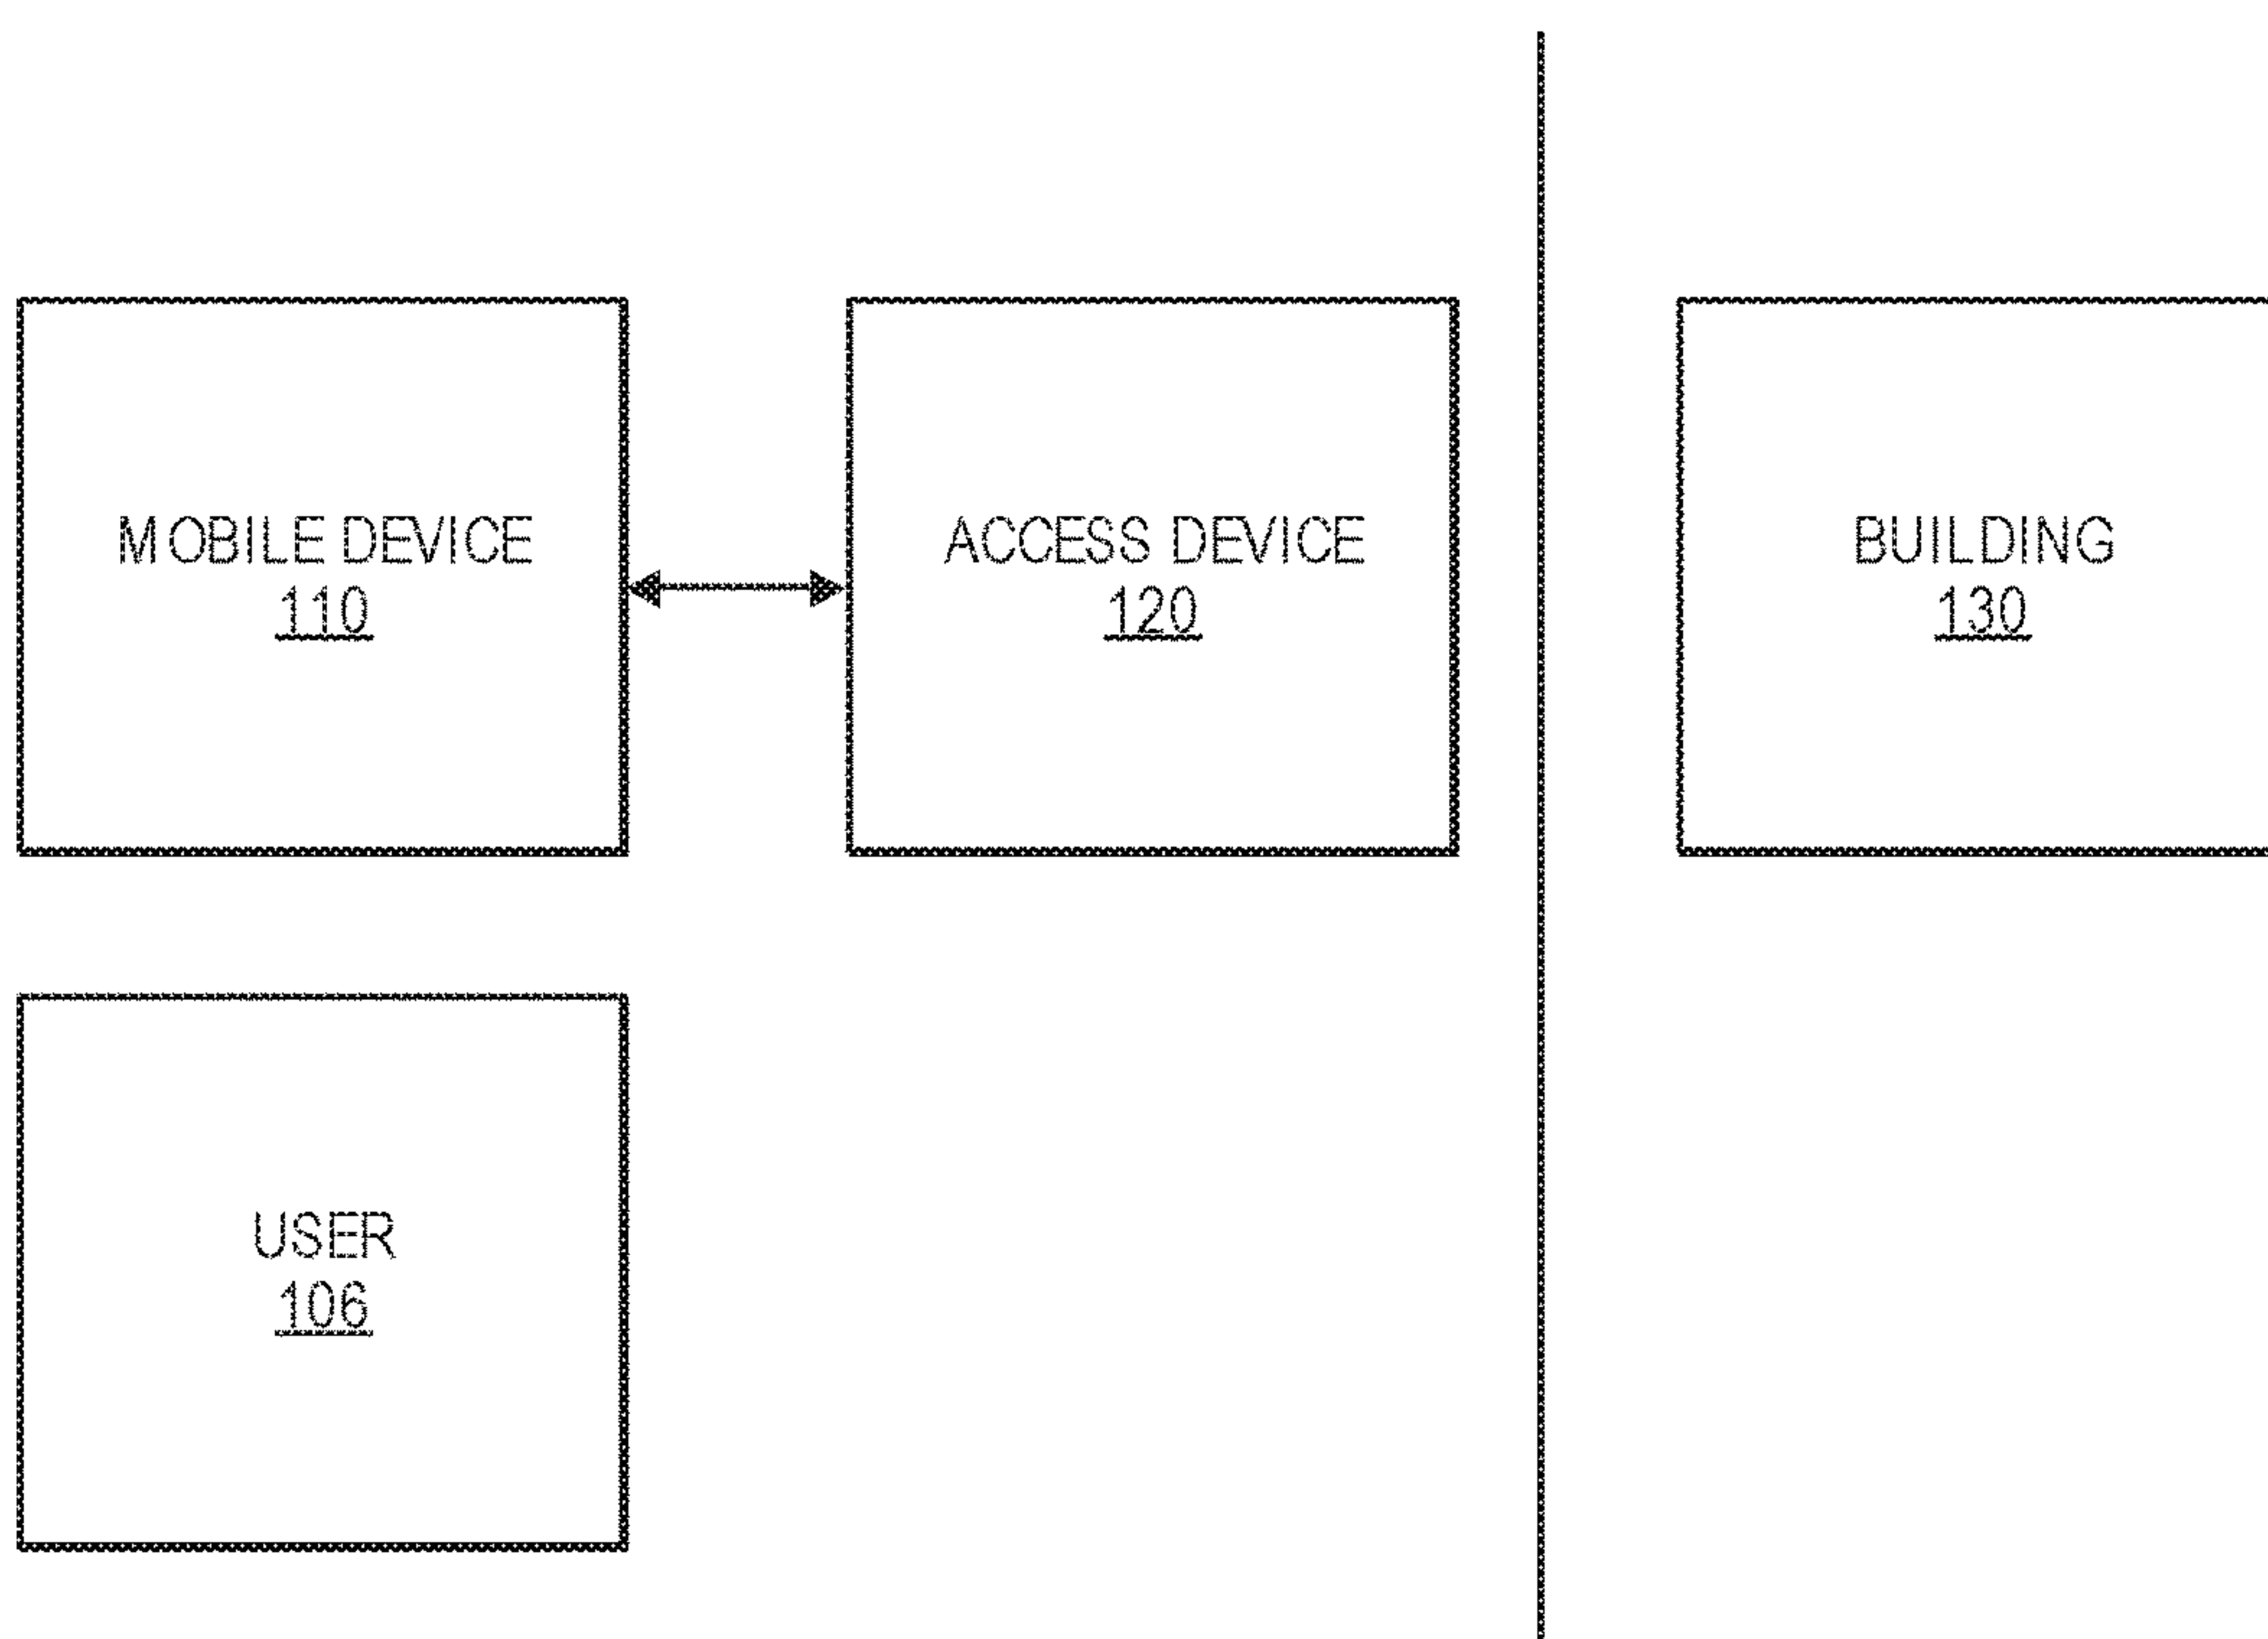 MOBILE DEVICE
110
ACCESS DEVICE
120
BUILDING
130
USER
106